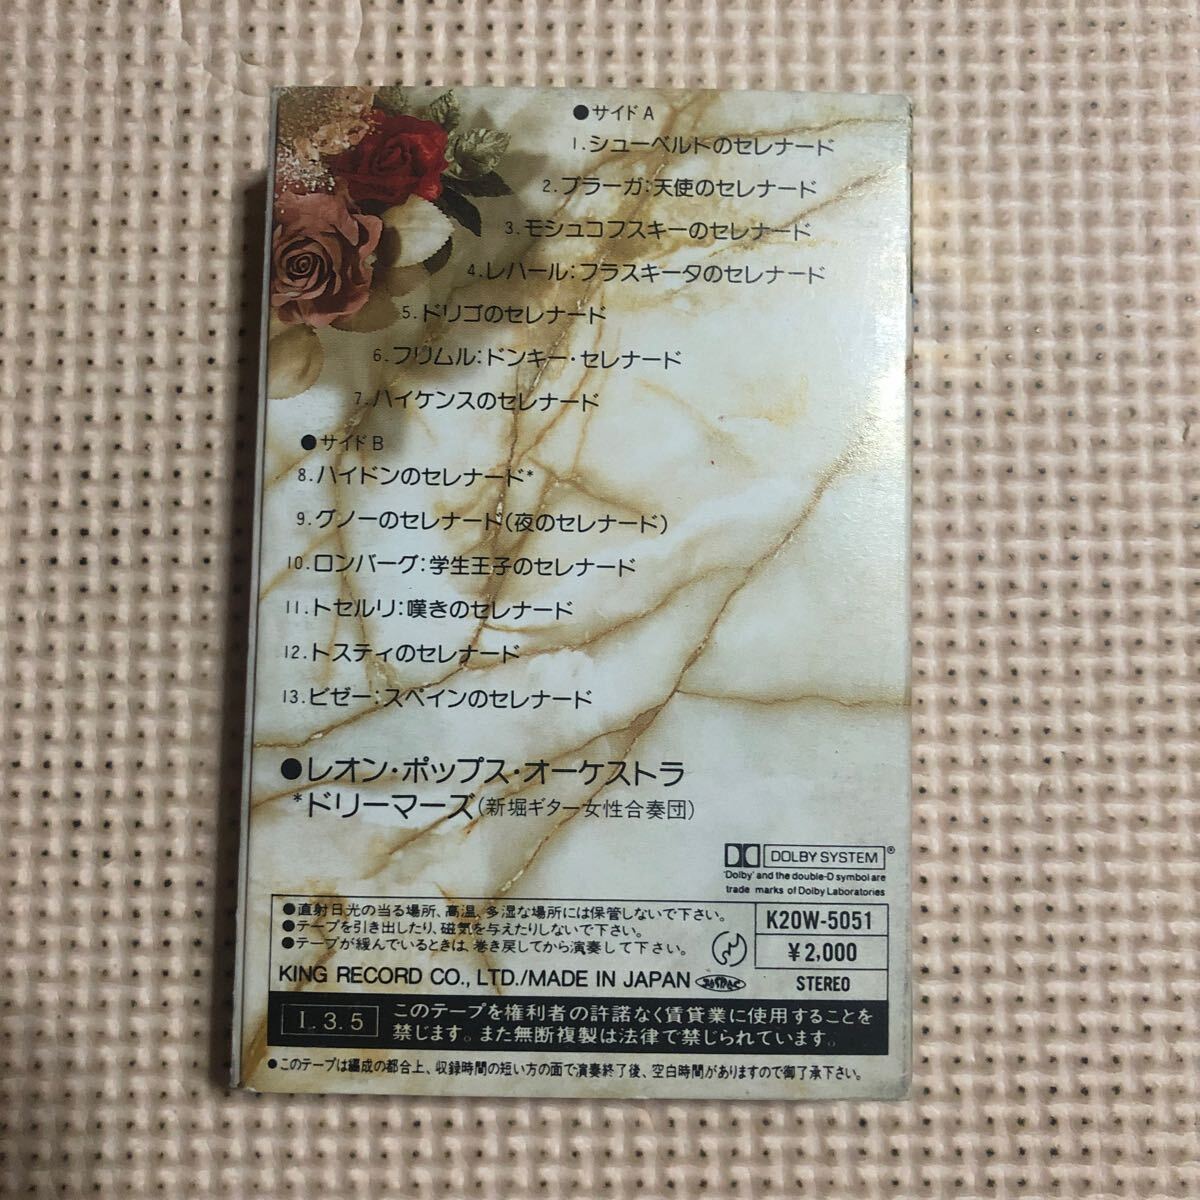 ●サイドA
1.シューベルトのセレナード
2.ブラーガ:天使のセレナード
3.モシュコフスキーのセレナード
4.レハール:フラスキータのセレナード
5.ドリゴのセレナード
6.フリムル:ドンキー・セレナード
7.ハイケンスのセレナード
●サイドB
8.ハイドンのセレナード*
9.グノーのセレナード(夜のセレナード)
10.ロンバーグ:学生王子のセレナード
11.トセルリ:嘆きのセレナード
12.トスティのセレナード
13.ビゼー:スペインのセレナード
●レオン・ポップス・オーケストラ
*ドリーマーズ(新堀ギター女性合奏団)
DOLBY SYSTEM®
'Dolby' and the double-D symbol are
trade marks of Dolby Laboratories
●直射日光の当る場所、高温、多湿な場所には保管しないで下さい。
●テープを引き出したり、磁気を与えたりしないで下さい。
●テープが緩んでいるときは、巻き戻してから演奏して下さい。
KING RECORD CO., LTD./MADE IN JAPAN
JASRAC
K20W-5051
¥2,000
STEREO
I.3.5
このテープを権利者の許諾なく賃貸業に使用することを
禁じます。また無断複製は法律で禁じられています。
●このテープは編成の都合上、収録時間の短い方の面で演奏終了後、空白時間がありますので御了承下さい。